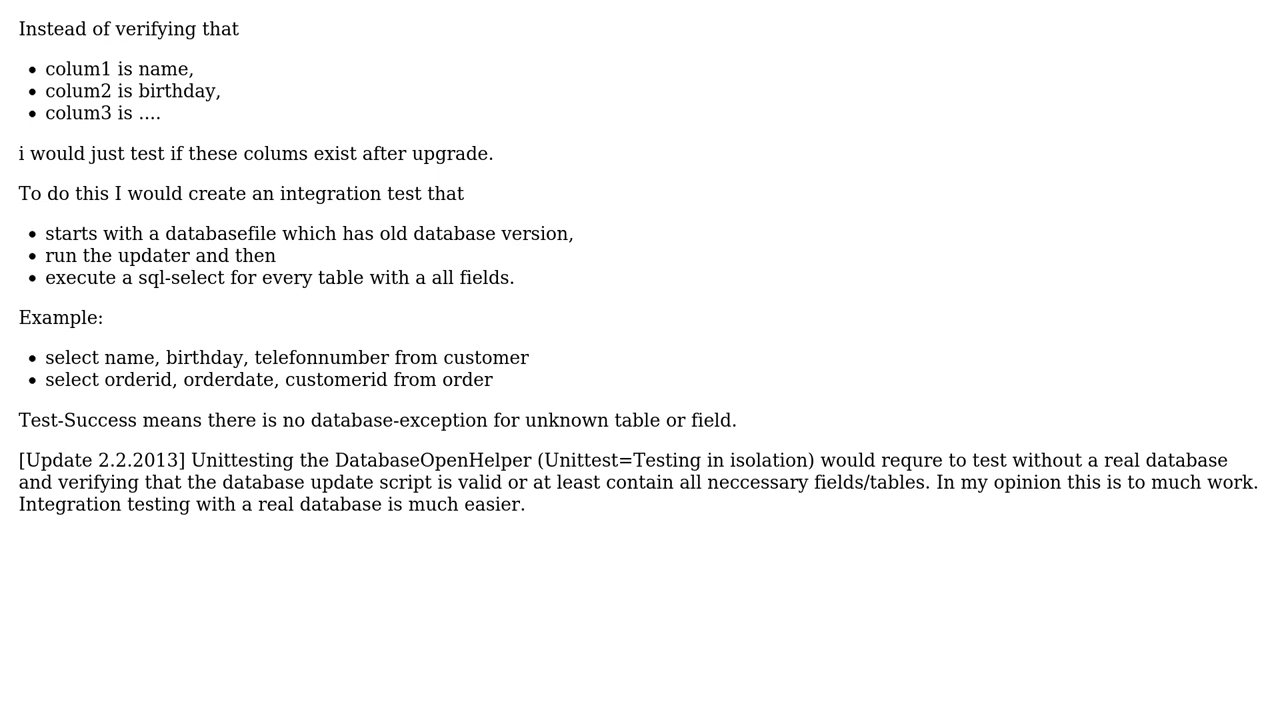 Instead of verifying that
• colum1 is name,
• colum2 is birthday,
• colum3 is ....
i would just test if these colums exist after upgrade.
To do this I would create an integration test that
• starts with a databasefile which has old database version,
• run the updater and then
• execute a sql-select for every table with a all fields.
Example:
• select name, birthday, telefonnumber from customer
• select orderid, orderdate, customerid from order
Test-Success means there is no database-exception for unknown table or field.
[Update 2.2.2013] Unittesting the DatabaseOpenHelper (Unittest=Testing in isolation) would requre to test without a real database
and verifying that the database update script is valid or at least contain all neccessary fields/tables. In my opinion this is to much work.
Integration testing with a real database is much easier.